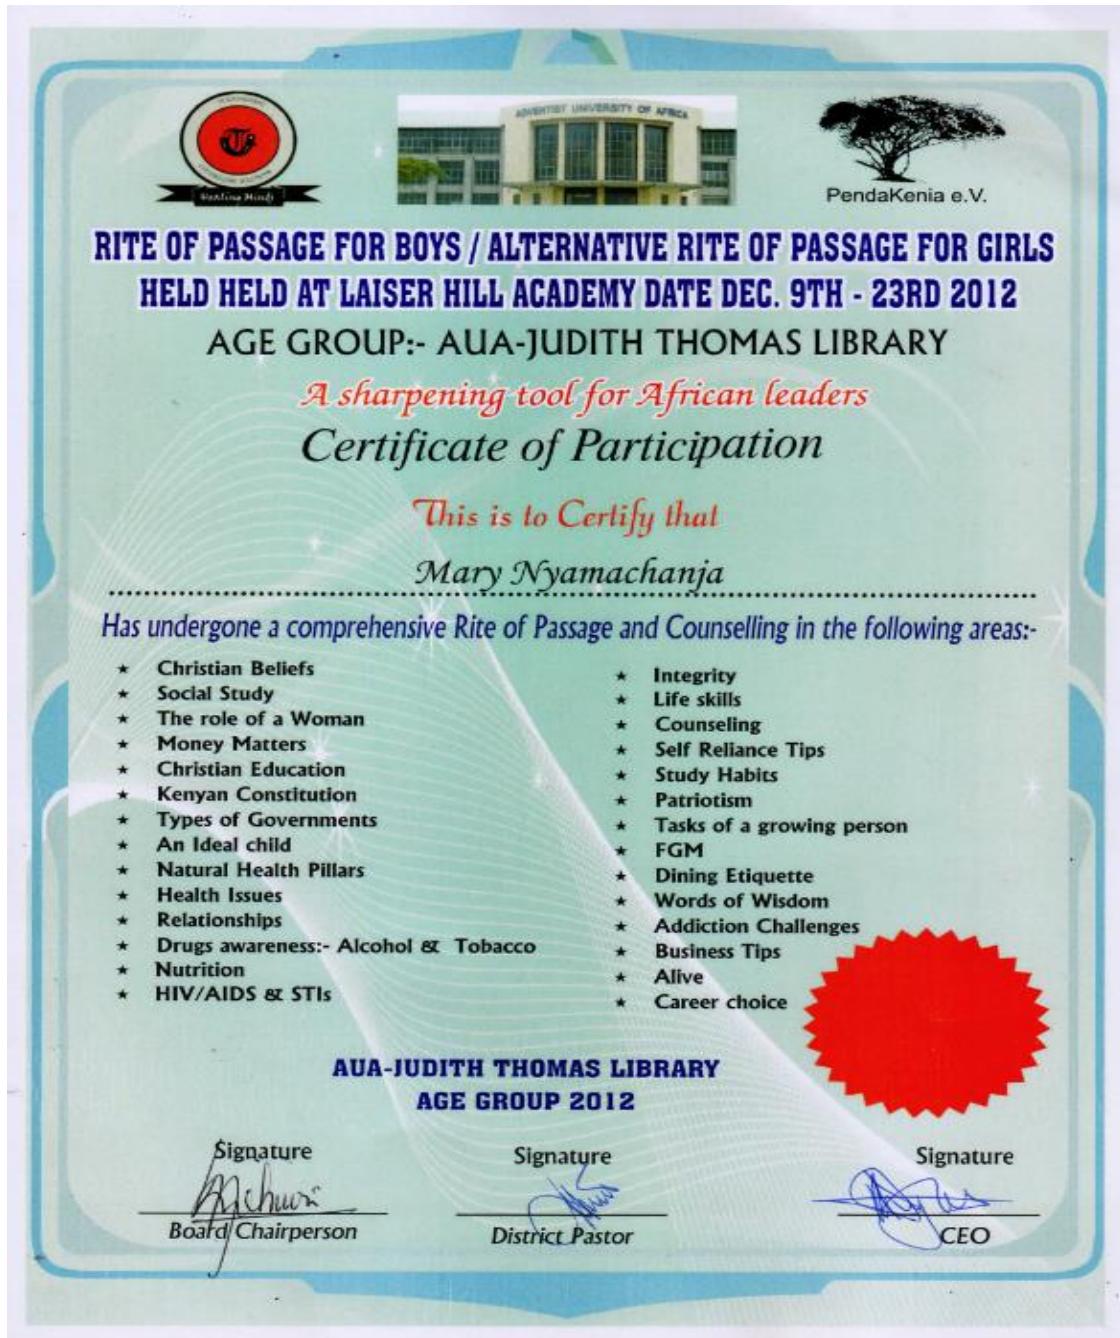 Healing Minds
ADVENTIST UNIVERSITY OF AFRICA
PendaKenia e.V.
RITE OF PASSAGE FOR BOYS / ALTERNATIVE RITE OF PASSAGE FOR GIRLS
HELD HELD AT LAISER HILL ACADEMY DATE DEC. 9TH - 23RD 2012
AGE GROUP:- AUA-JUDITH THOMAS LIBRARY
A sharpening tool for African leaders
Certificate of Participation
This is to Certify that
Mary Nyamachanja
Has undergone a comprehensive Rite of Passage and Counselling in the following areas:-
★ Christian Beliefs
★ Social Study
★ The role of a Woman
★ Money Matters
★ Christian Education
★ Kenyan Constitution
★ Types of Governments
★ An Ideal child
★ Natural Health Pillars
★ Health Issues
★ Relationships
★ Drugs awareness:- Alcohol & Tobacco
★ Nutrition
★ HIV/AIDS & STIs
★ Integrity
★ Life skills
★ Counseling
★ Self Reliance Tips
★ Study Habits
★ Patriotism
★ Tasks of a growing person
★ FGM
★ Dining Etiquette
★ Words of Wisdom
★ Addiction Challenges
★ Business Tips
★ Alive
★ Career choice
AUA-JUDITH THOMAS LIBRARY
AGE GROUP 2012
Signature
Board Chairperson
Signature
District Pastor
Signature
CEO